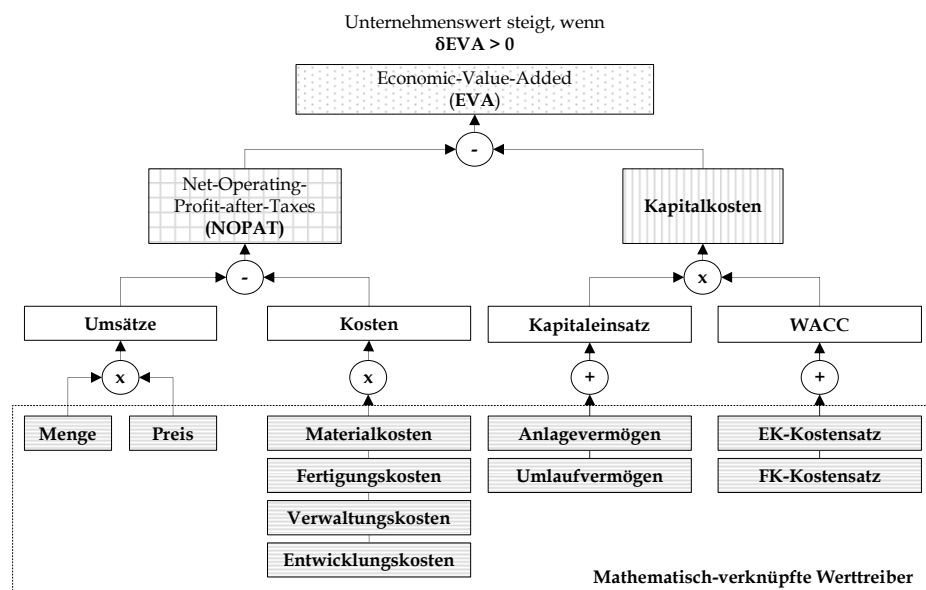 Unternehmenswert steigt, wenn
δEVA > 0
Economic-Value-Added
(EVA)
-
Net-Operating-
Profit-after-Taxes
(NOPAT)
Kapitalkosten
-
x
Umsätze
Kosten
Kapitaleinsatz
WACC
x
x
+
+
Menge
Preis
Materialkosten
Anlagevermögen
EK-Kostensatz
Fertigungskosten
Umlaufvermögen
FK-Kostensatz
Verwaltungskosten
Entwicklungskosten
Mathematisch-verknüpfte Werttreiber